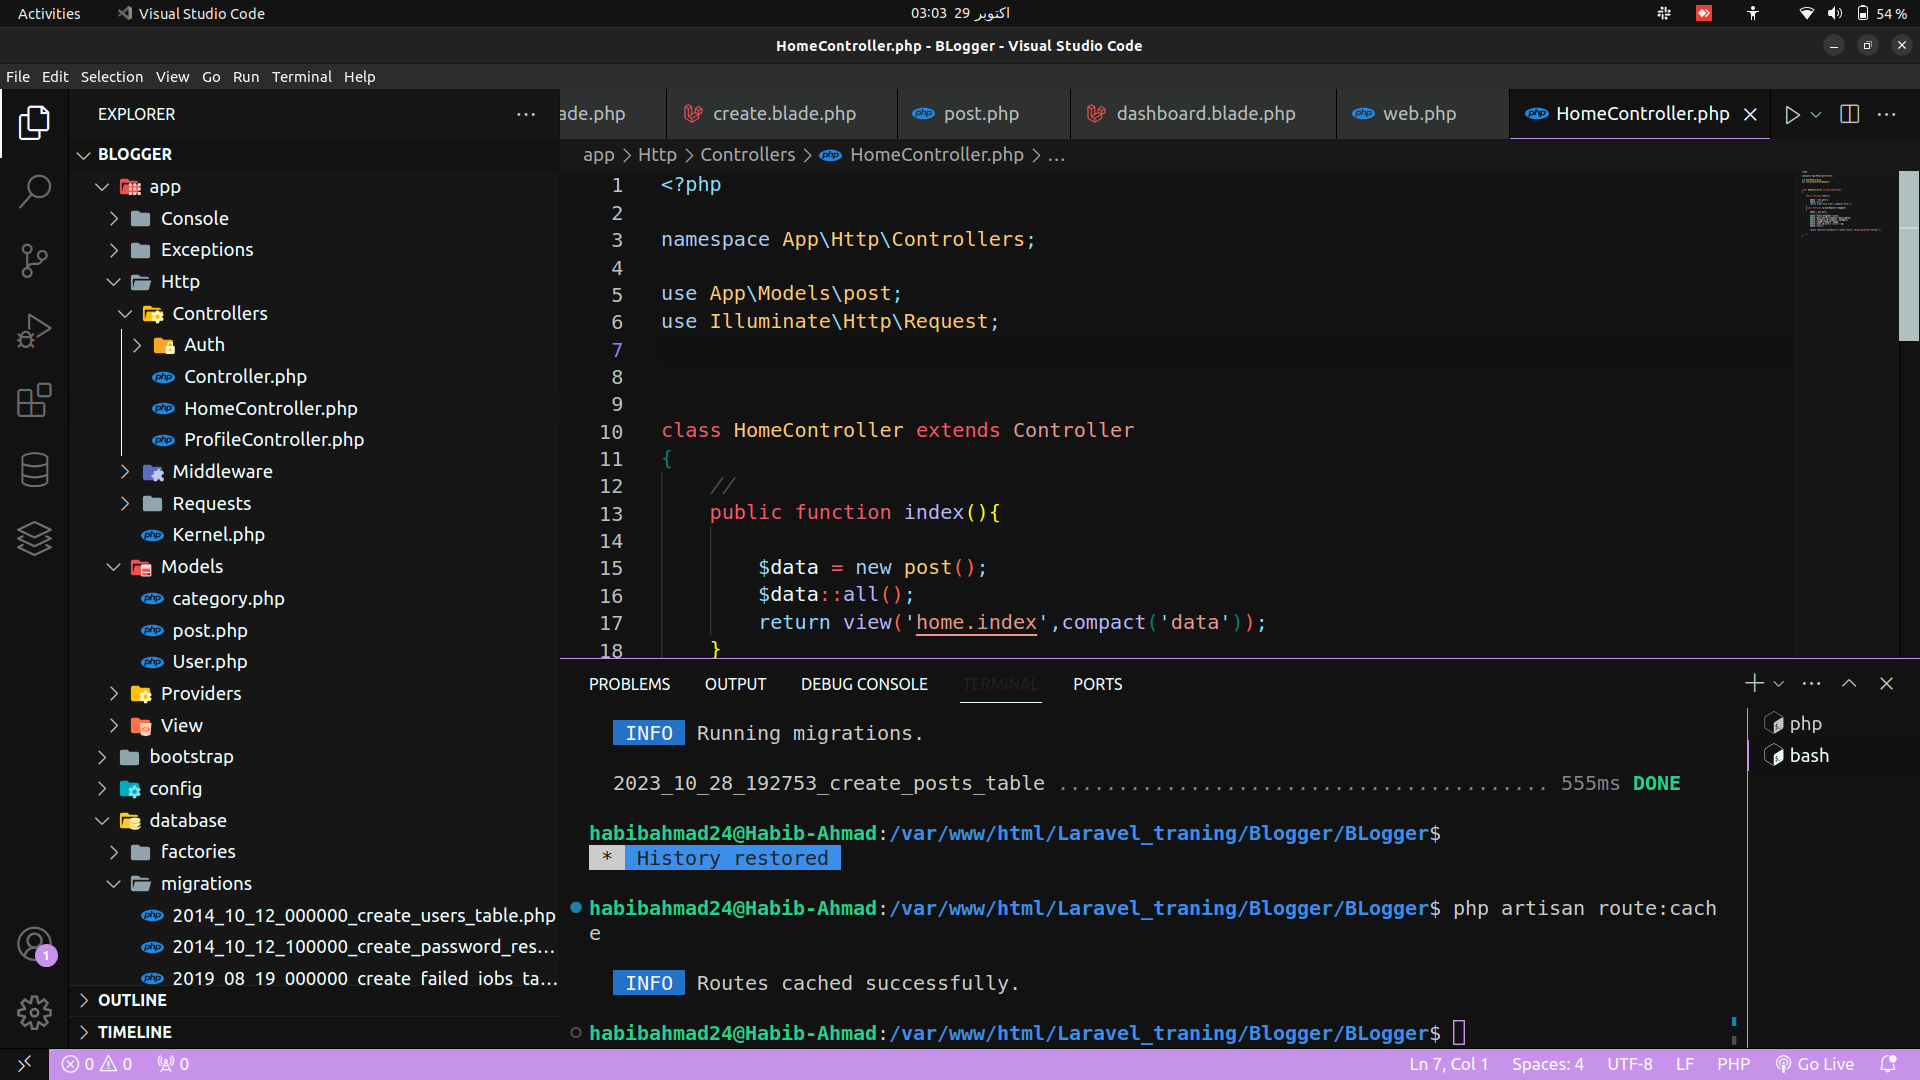 Activities
Visual Studio Code
03:03 29 اکتوبر
54 %
HomeController.php - BLogger - Visual Studio Code
File Edit Selection View Go Run Terminal Help
EXPLORER
BLOGGER
app
Console
Exceptions
Http
Controllers
Auth
Controller.php
HomeController.php
ProfileController.php
Middleware
Requests
Kernel.php
Models
category.php
post.php
User.php
Providers
View
bootstrap
config
database
factories
migrations
2014_10_12_000000_create_users_table.php
2014_10_12_100000_create_password_res...
2019_08_19_000000_create_failed_jobs_ta...
OUTLINE
TIMELINE
ade.php
create.blade.php
post.php
dashboard.blade.php
web.php
HomeController.php
app > Http > Controllers > HomeController.php > ...
1 <?php
2
3 namespace App\Http\Controllers;
4
5 use App\Models\post;
6 use Illuminate\Http\Request;
7
8
9
10 class HomeController extends Controller
11 {
12 //
13 public function index(){
14
15 $data = new post();
16 $data::all();
17 return view('home.index',compact('data'));
18 }
PROBLEMS OUTPUT DEBUG CONSOLE TERMINAL PORTS
INFO Running migrations.
2023_10_28_192753_create_posts_table ......................................... 555ms DONE
habibahmad24@Habib-Ahmad:/var/www/html/Laravel_traning/Blogger/BLogger$
* History restored
habibahmad24@Habib-Ahmad:/var/www/html/Laravel_traning/Blogger/BLogger$ php artisan route:cach
e
INFO Routes cached successfully.
habibahmad24@Habib-Ahmad:/var/www/html/Laravel_traning/Blogger/BLogger$
php
bash
1
0 0 0
Ln 7, Col 1
Spaces: 4
UTF-8
LF
PHP
Go Live